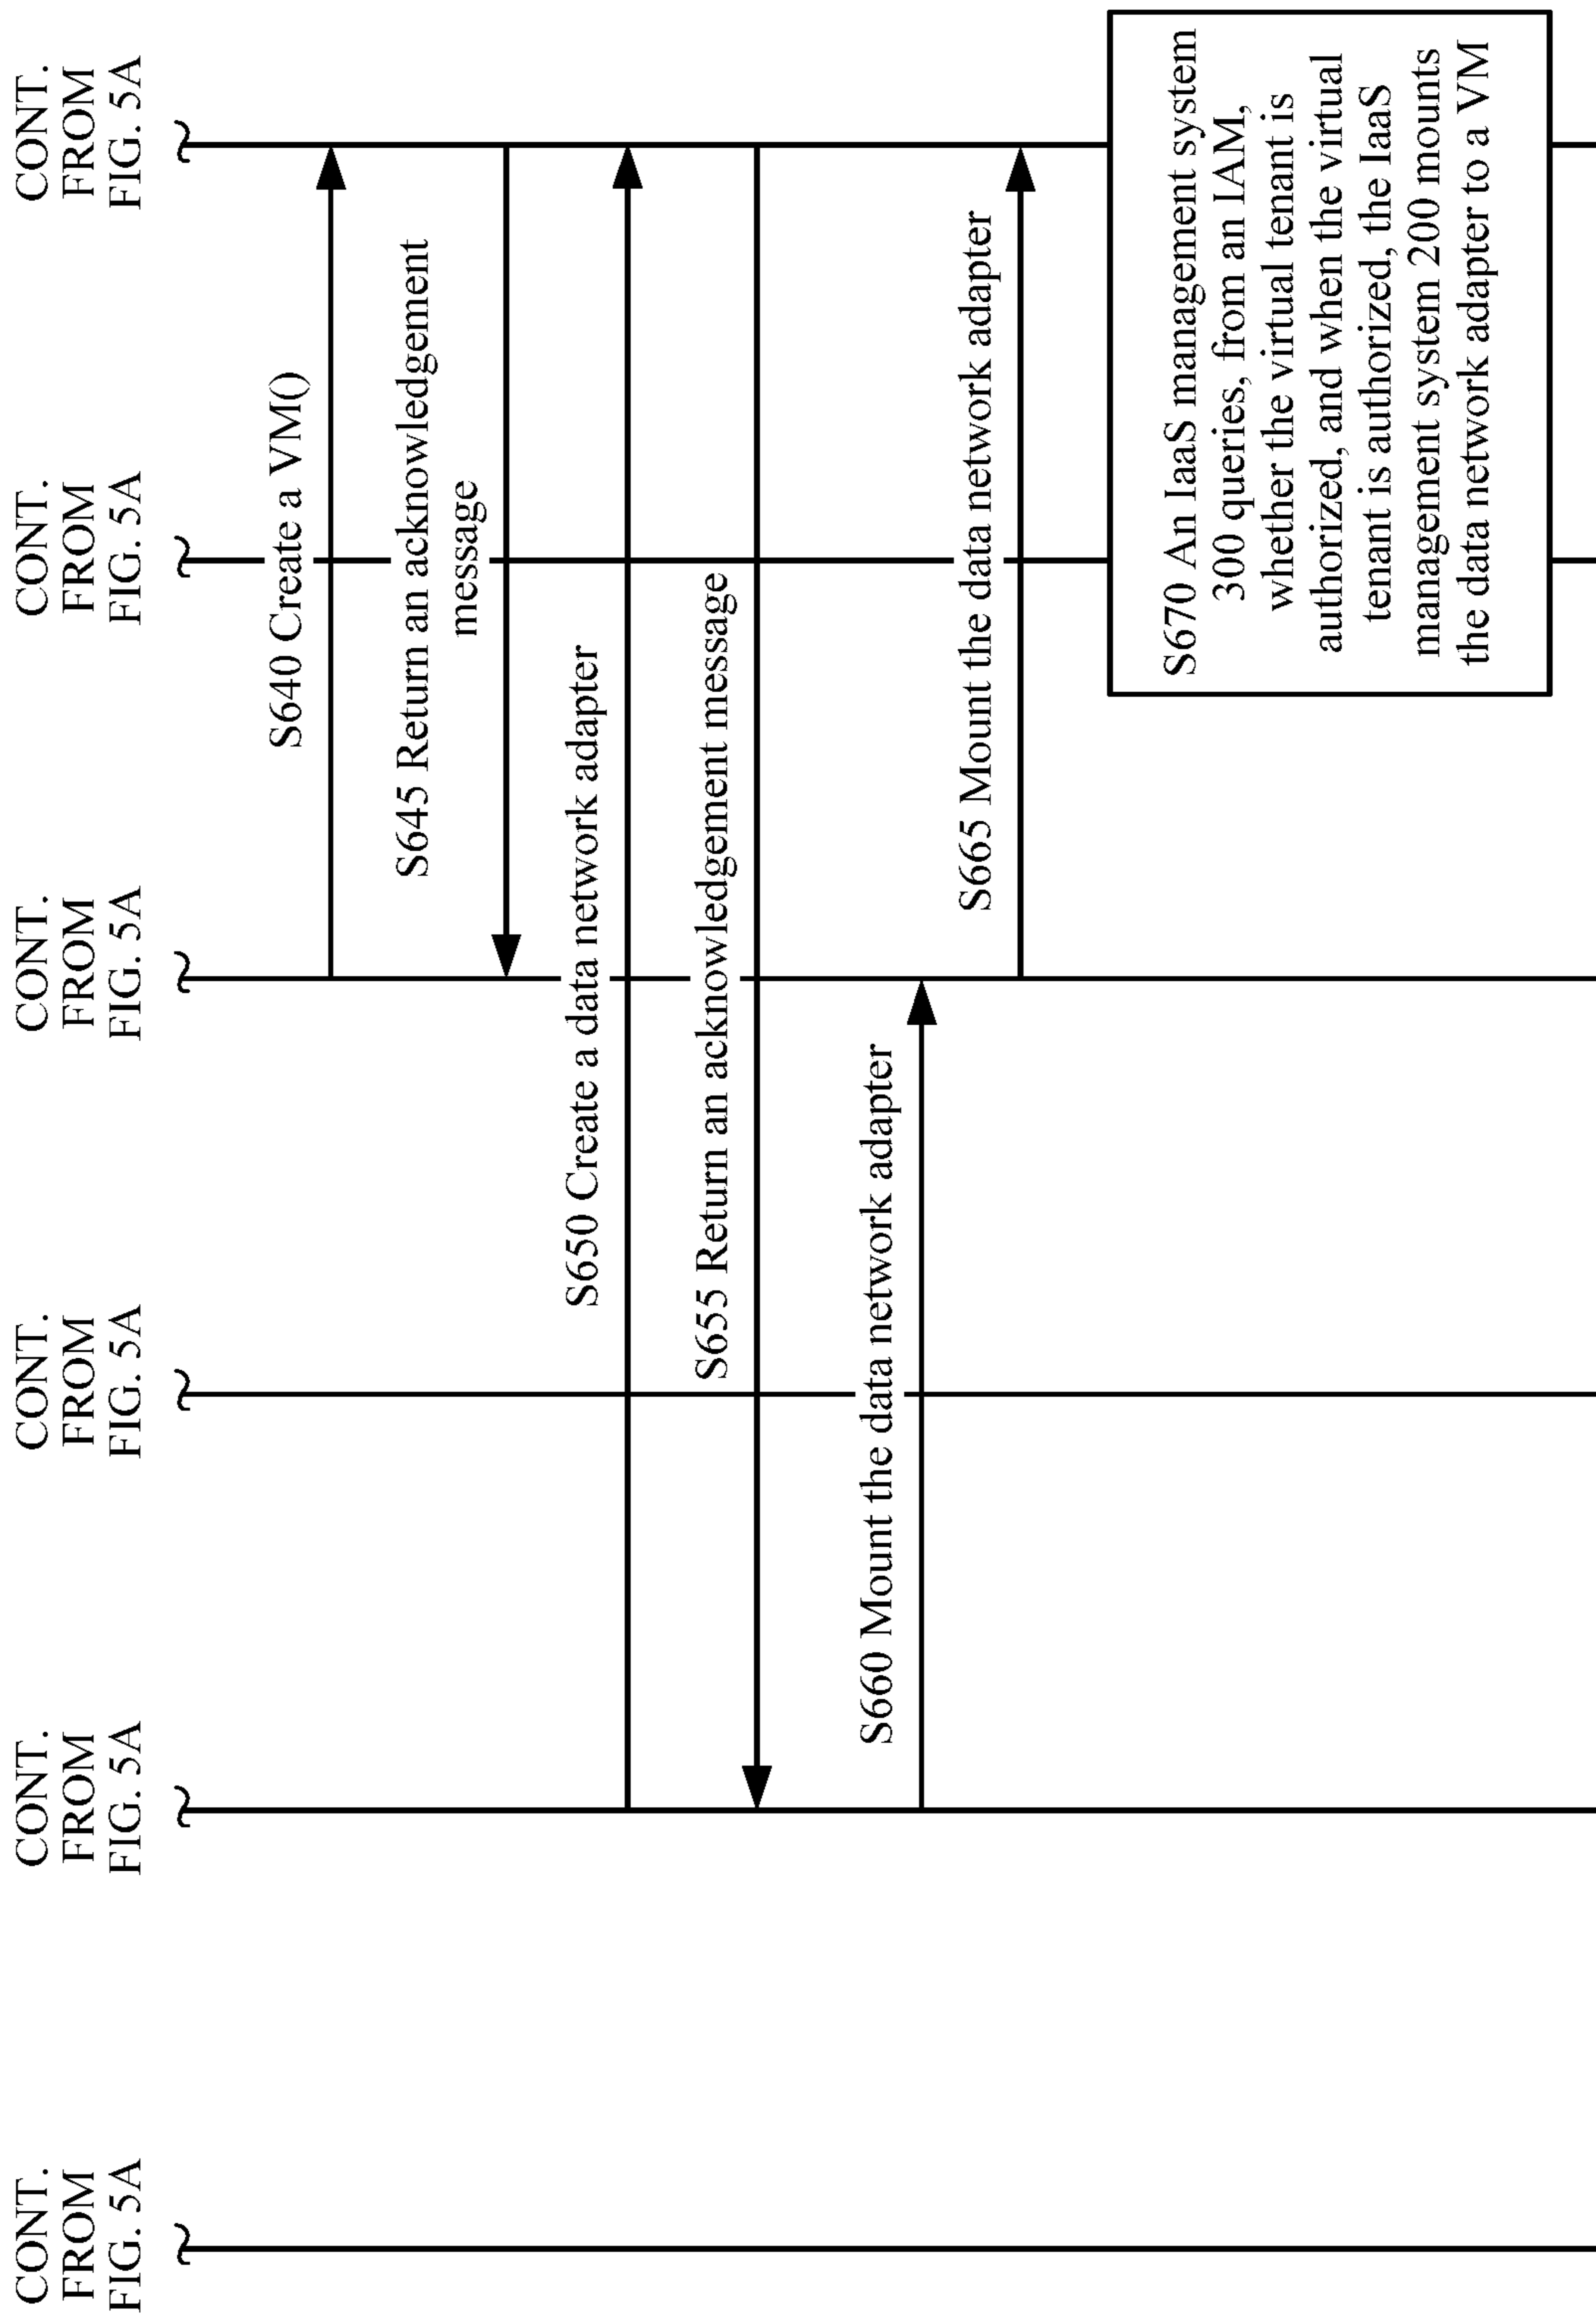 CONT.
FROM
FIG. 5A
CONT.
FROM
FIG. 5A
CONT.
FROM
FIG. 5A
CONT.
FROM
FIG. 5A
CONT.
FROM
FIG. 5A
CONT.
FROM
FIG. 5A
S640 Create a VM()
S645 Return an acknowledgement
message
S650 Create a data network adapter
S655 Return an acknowledgement message
S660 Mount the data network adapter
S665 Mount the data network adapter
S670 An IaaS management system
300 queries, from an IAM,
whether the virtual tenant is
authorized, and when the virtual
tenant is authorized, the IaaS
management system 200 mounts
the data network adapter to a VM